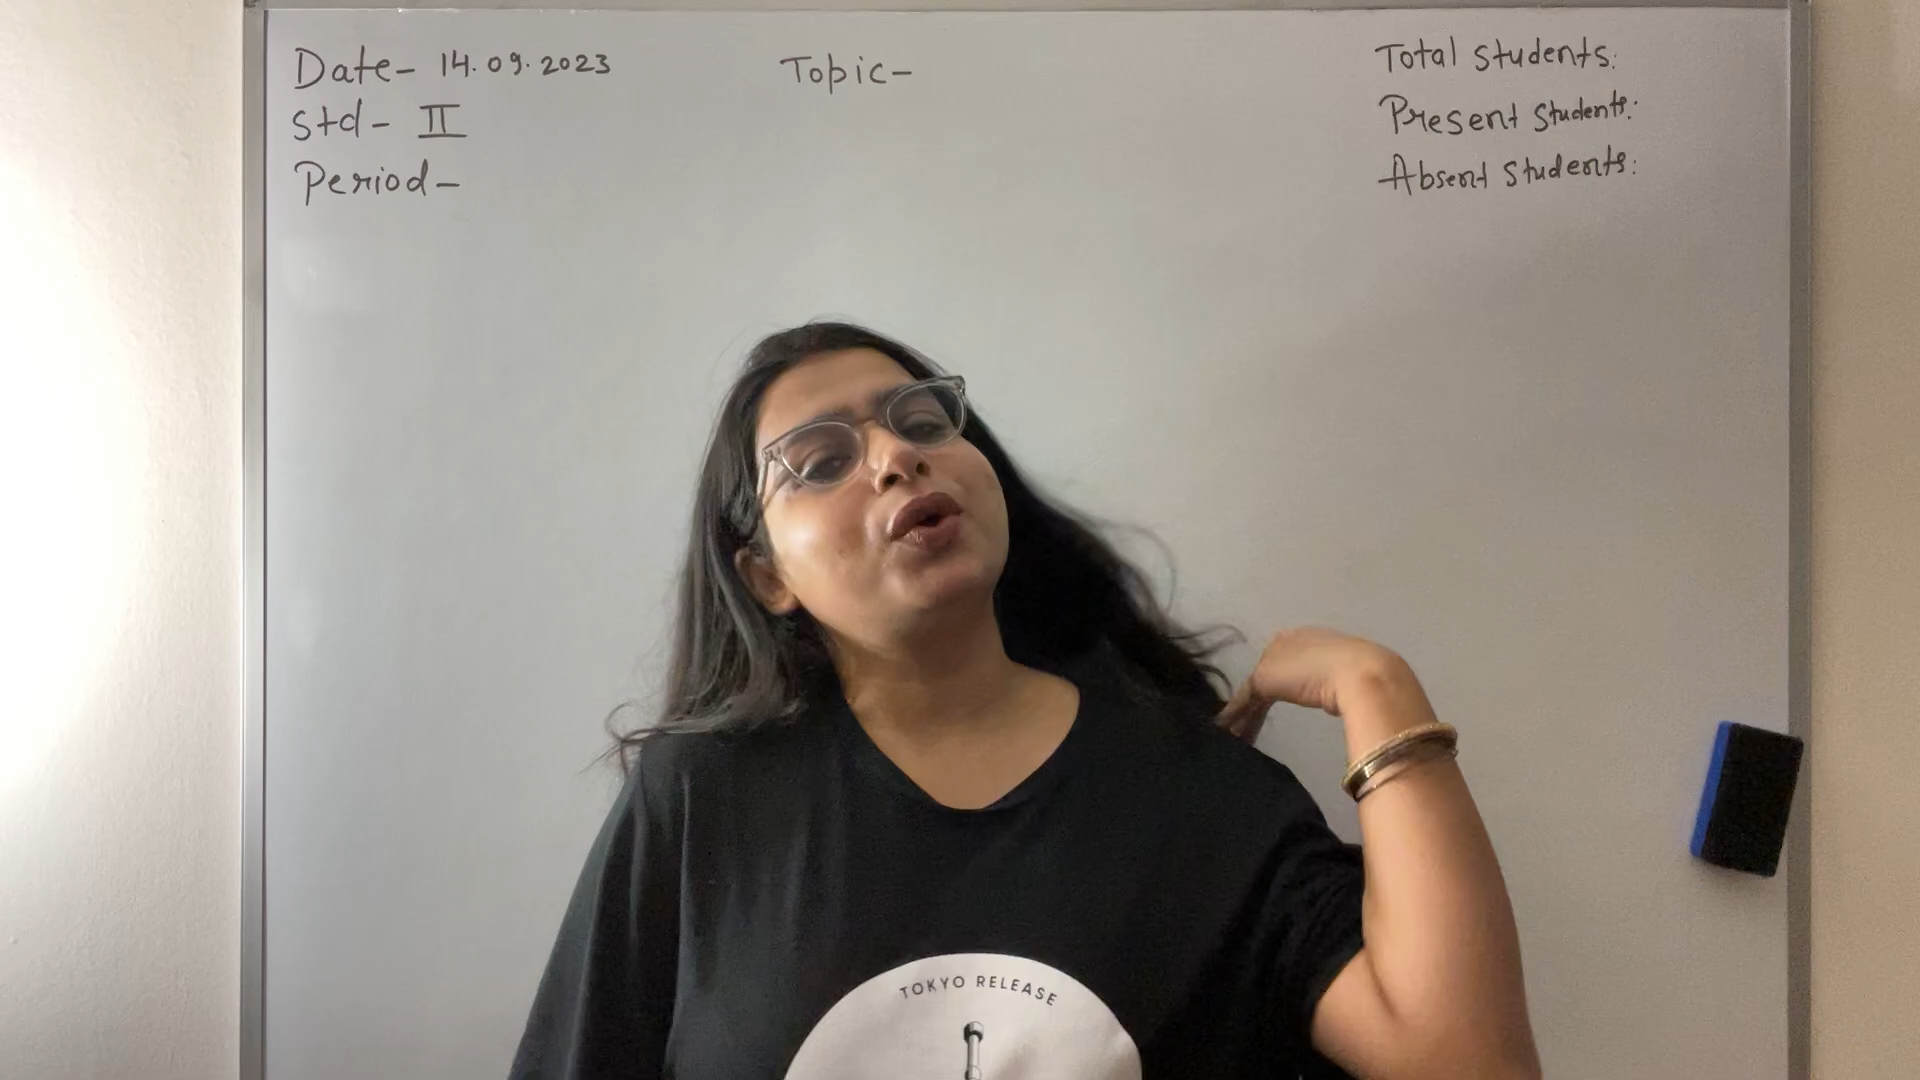 Date- 14.09.2023
Std- II
Period-
Topic-
Total Students:
Present Students:
Absent Students:
TOKYO RELEASE